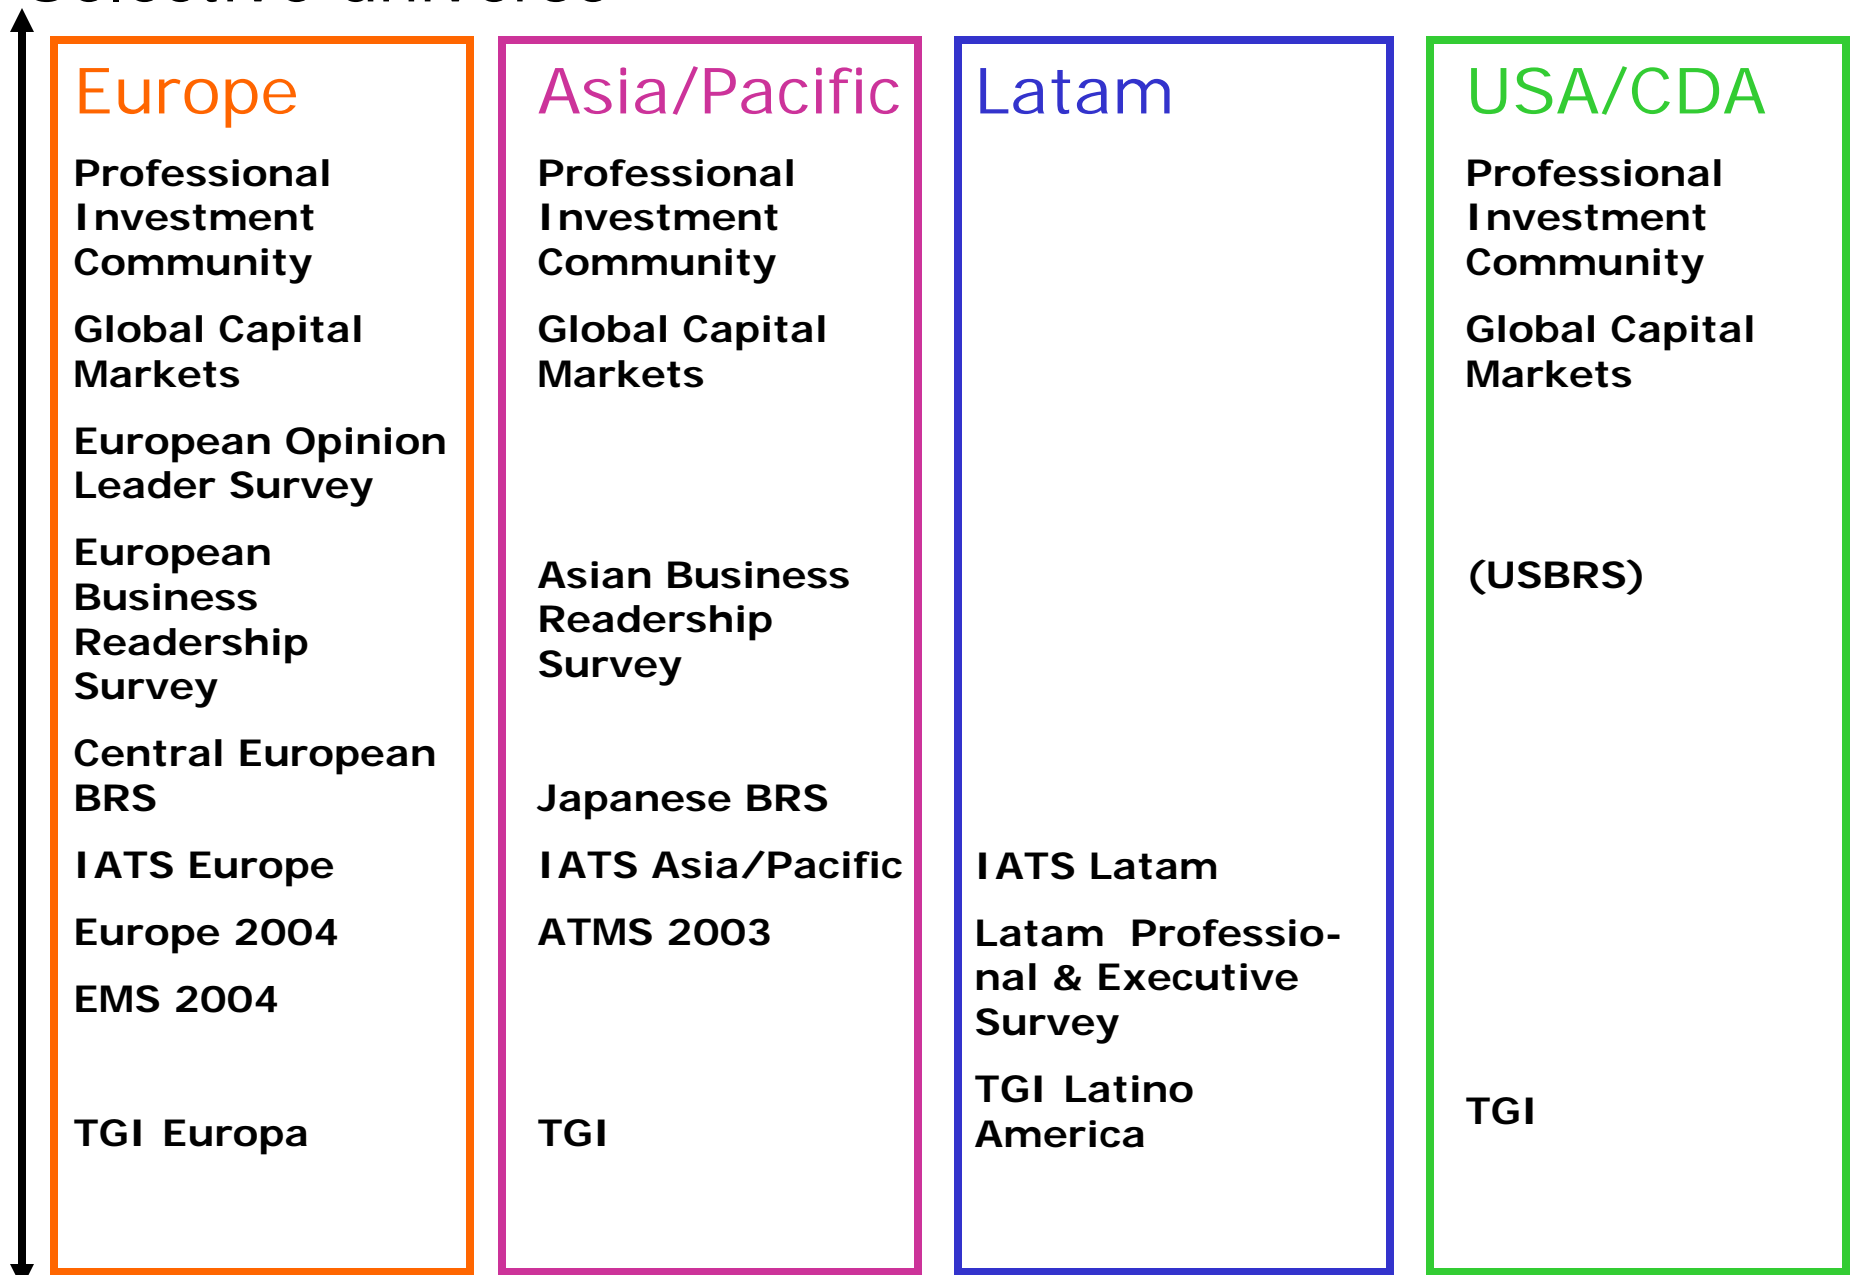 Selective universe
Europe
Professional
Investment
Community
Global Capital
Markets
European Opinion
Leader Survey
European
Business
Readership
Survey
Central European
BRS
IATS Europe
Europe 2004
EMS 2004
TGI Europa
Asia/Pacific
Professional
Investment
Community
Global Capital
Markets
Asian Business
Readership
Survey
Japanese BRS
IATS Asia/Pacific
ATMS 2003
TGI
Latam
IATS Latam
Latam Professio-
nal & Executive
Survey
TGI Latino
America
USA/CDA
Professional
Investment
Community
Global Capital
Markets
(USBRS)
TGI